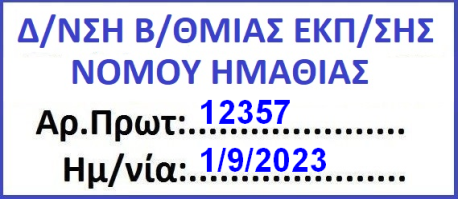 Δ/ΝΣΗ Β/ΘΜΙΑΣ ΕΚΠ/ΣΗΣ
ΝΟΜΟΥ ΗΜΑΘΙΑΣ
Αρ.Πρωτ:.12357......................
Ημ/νία:.1/9/2023......................